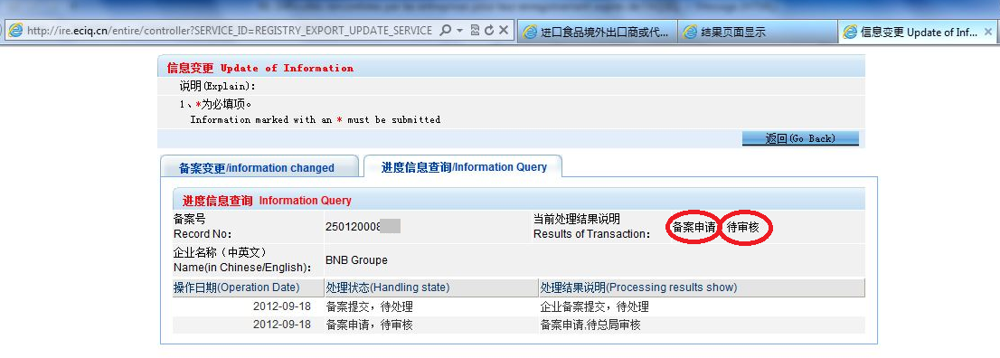 http://ire.eciq.cn/entire/controller?SERVICE_ID=REGISTRY_EXPORT_UPDATE_SERVICE
进口食品境外出口商或代...
结果页面显示
信息变更 Update of Inf...
信息变更 Update of Information
说明(Explain):
1、*为必填项。
Information marked with an * must be submitted
返回(Go Back)
备案变更/information changed
进度信息查询/Information Query
进度信息查询 Information Query
备案号
Record No:
250120008
当前处理结果说明
Results of Transaction:
备案申请 待审核
企业名称（中英文）
Name(in Chinese/English):
BNB Groupe
操作日期(Operation Date) 处理状态(Handling state) 处理结果说明(Processing results show)
2012-09-18 备案提交，待处理 企业备案提交，待处理
2012-09-18 备案申请，待审核 备案申请,待总局审核